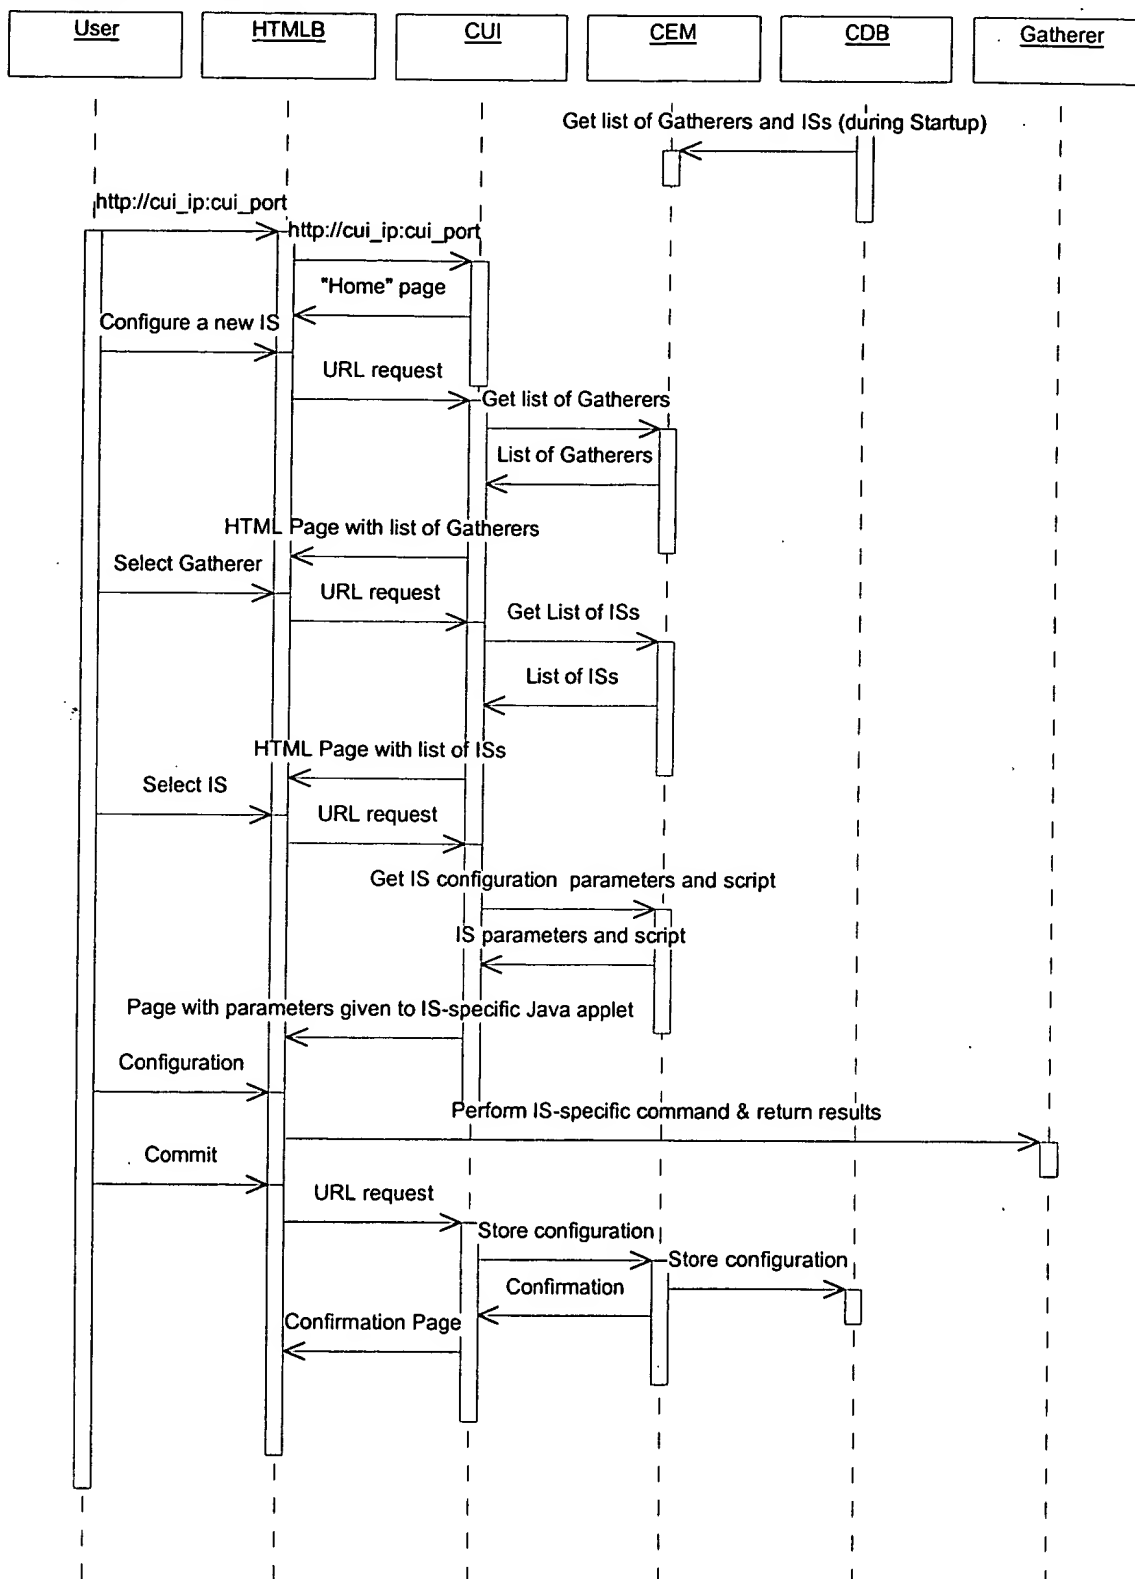 User
HTMLB
CUI
CEM
CDB
Gatherer
Get list of Gatherers and ISs (during Startup)
http://cui_ip:cui_port
http://cui_ip:cui_port
"Home" page
Configure a new IS
URL request
Get list of Gatherers
List of Gatherers
HTML Page with list of Gatherers
Select Gatherer
URL request
Get List of ISs
List of ISs
HTML Page with list of ISs
Select IS
URL request
Get IS configuration parameters and script
IS parameters and script
Page with parameters given to IS-specific Java applet
Configuration
Perform IS-specific command & return results
Commit
URL request
Store configuration
Store configuration
Confirmation
Confirmation Page